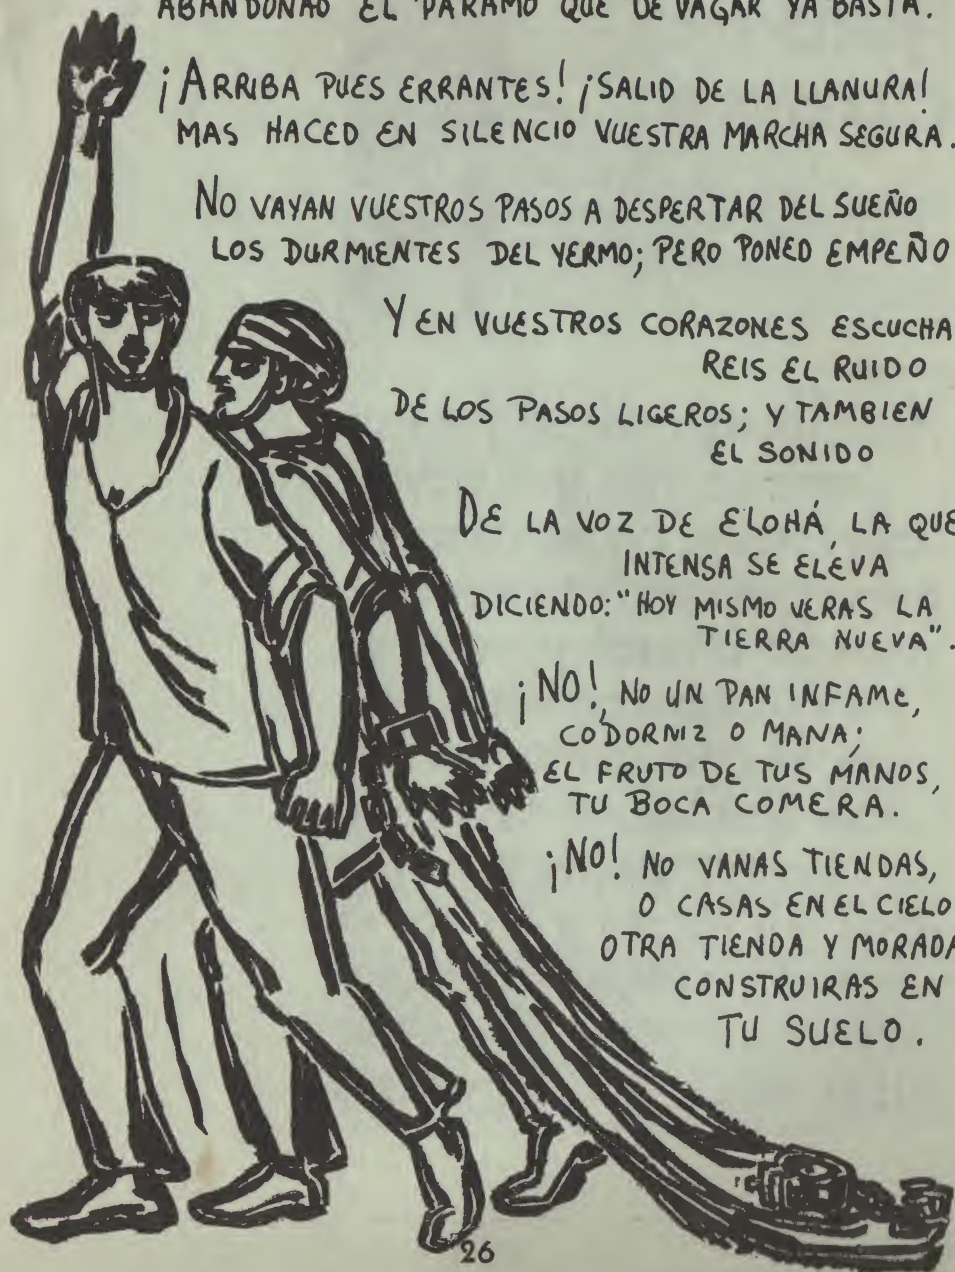 ABANDONAD EL PÁRAMO QUE DE VAGAR YA BASTA.
¡ARRIBA PUES ERRANTES! ¡SALID DE LA LLANURA!
MAS HACED EN SILENCIO VUESTRA MARCHA SEGURA.
NO VAYAN VUESTROS PASOS A DESPERTAR DEL SUEÑO
LOS DURMIENTES DEL YERMO; PERO PONED EMPEÑO
Y EN VUESTROS CORAZONES ESCUCHA
REIS EL RUIDO
DE LOS PASOS LIGEROS; Y TAMBIEN
EL SONIDO
DE LA VOZ DE ELOHÁ, LA QUE
INTENSA SE ELEVA
DICIENDO: "HOY MISMO VERAS LA
TIERRA NUEVA".
¡NO!, NO UN PAN INFAME,
CODORNIZ O MANA;
EL FRUTO DE TUS MANOS,
TU BOCA COMERA.
¡NO! NO VANAS TIENDAS,
O CASAS EN EL CIELO
OTRA TIENDA Y MORADA
CONSTRUIRAS EN
TU SUELO.
26